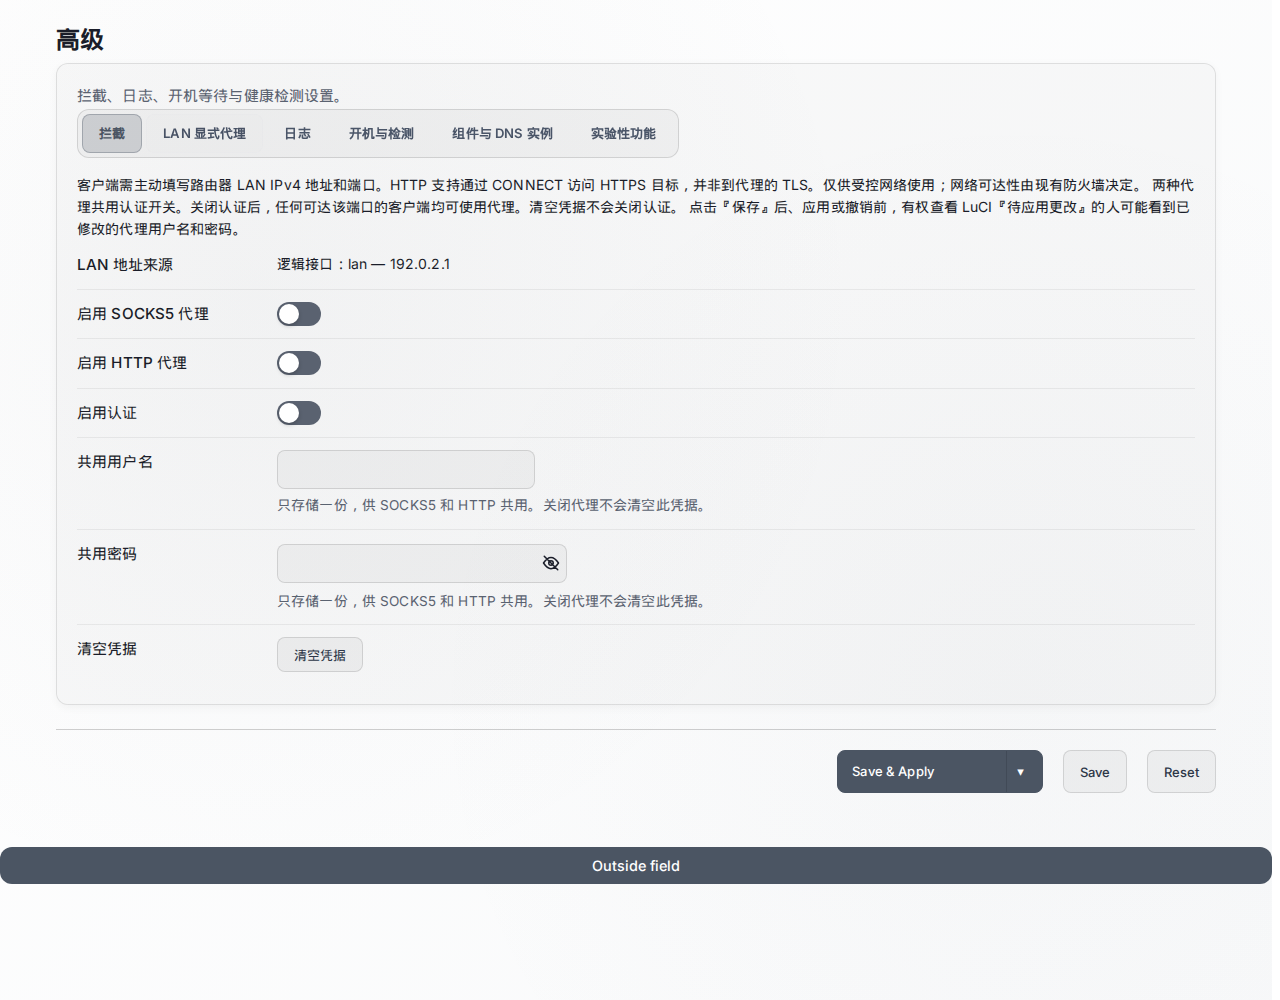 高级
拦截、日志、开机等待与健康检测设置。
拦截 LAN 显式代理 日志 开机与检测 组件与 DNS 实例 实验性功能
客户端需主动填写路由器 LAN IPv4 地址和端口。HTTP 支持通过 CONNECT 访问 HTTPS 目标，并非到代理的 TLS。仅供受控网络使用；网络可达性由现有防火墙决定。 两种代
理共用认证开关。关闭认证后，任何可达该端口的客户端均可使用代理。清空凭据不会关闭认证。 点击『保存』后、应用或撤销前，有权查看 LuCI『待应用更改』的人可能看到已
修改的代理用户名和密码。
LAN 地址来源 逻辑接口：lan — 192.0.2.1
启用 SOCKS5 代理
启用 HTTP 代理
启用认证
共用用户名
只存储一份，供 SOCKS5 和 HTTP 共用。关闭代理不会清空此凭据。
共用密码
只存储一份，供 SOCKS5 和 HTTP 共用。关闭代理不会清空此凭据。
清空凭据 清空凭据
Save & Apply ▼ Save Reset
Outside field